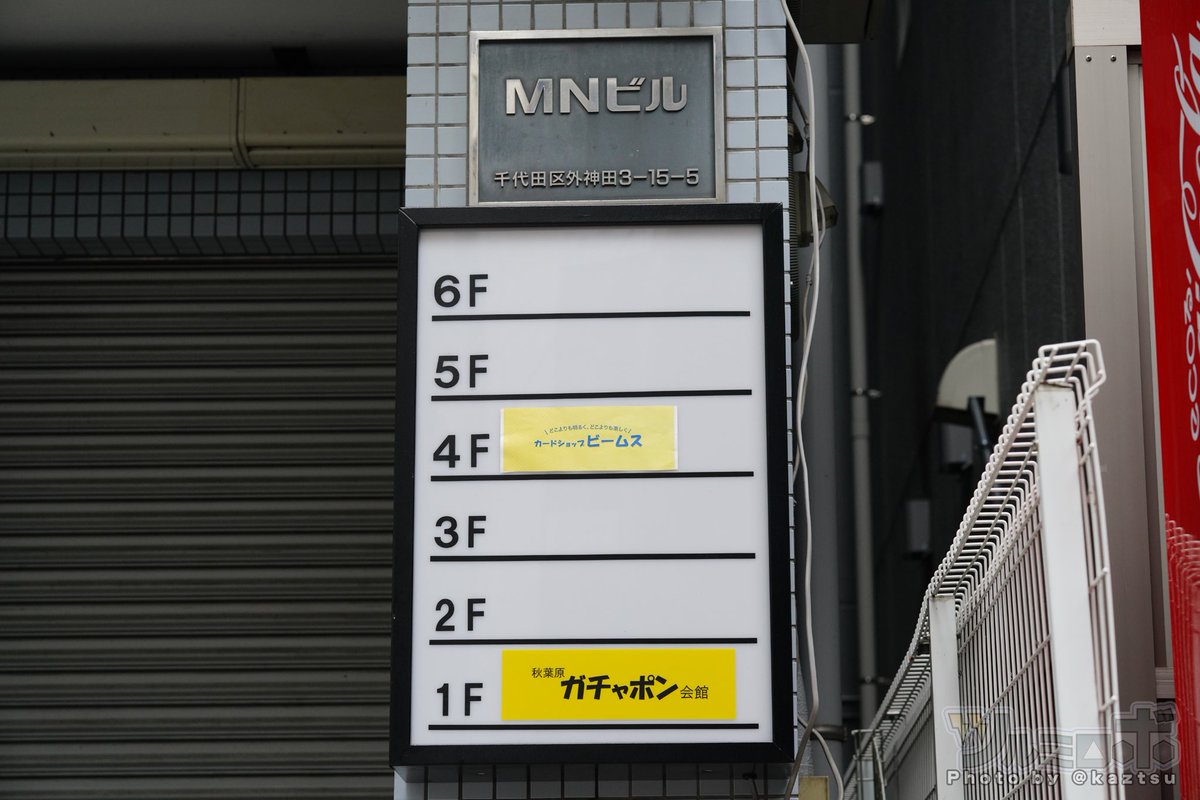 MNビル
千代田区外神田3-15-5
6F
5F
4F
\どこよりも明るく、どこよりも楽しく/
カードショップ ビームス
3F
2F
1F
秋葉原 ガチャポン会館
Photo by @kaztsu